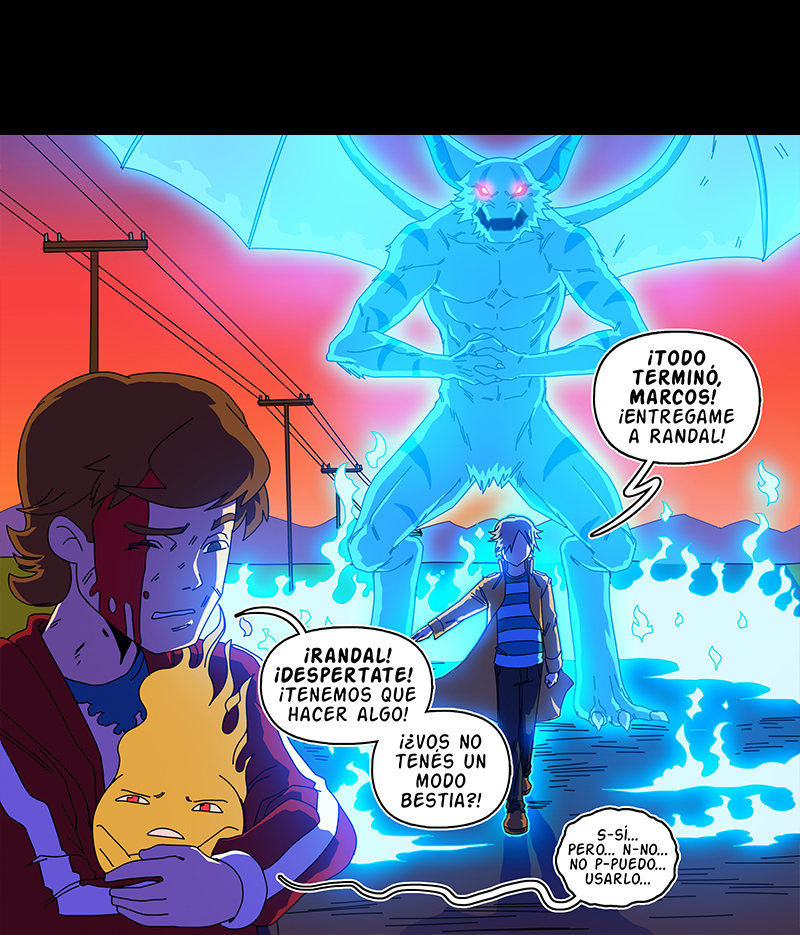 ¡TODO
TERMINÓ,
MARCOS!
¡ENTREGAME
A RANDAL!
¡RANDAL!
¡DESPERTATE!
¡TENEMOS QUE
HACER ALGO!
¡¿VOS NO
TENÉS UN
MODO
BESTIA?!
S-SÍ...
PERO... N-NO...
NO P-PUEDO...
USARLO...